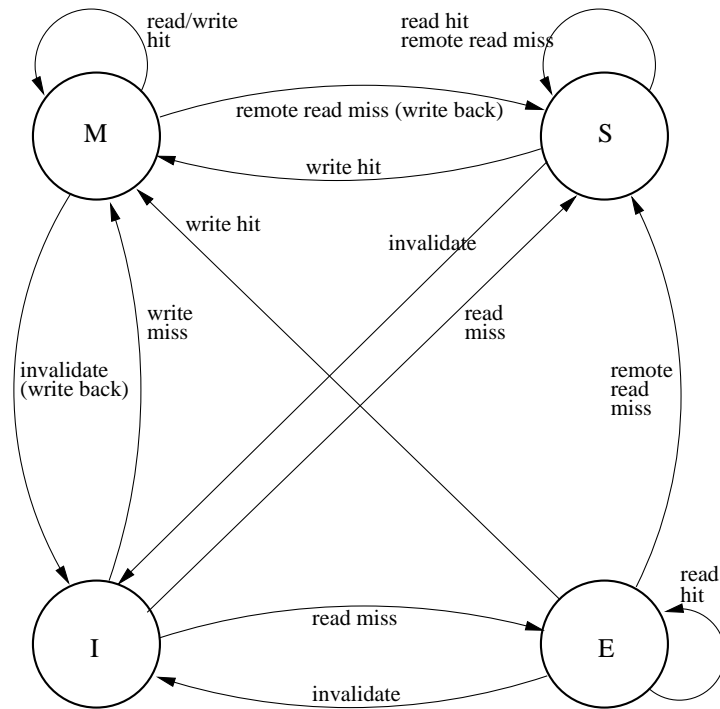 read/write
hit
read hit
remote read miss
M
remote read miss (write back)
S
write hit
write hit
invalidate
write
miss
read
miss
invalidate
(write back)
remote
read
miss
read
hit
I
read miss
E
invalidate